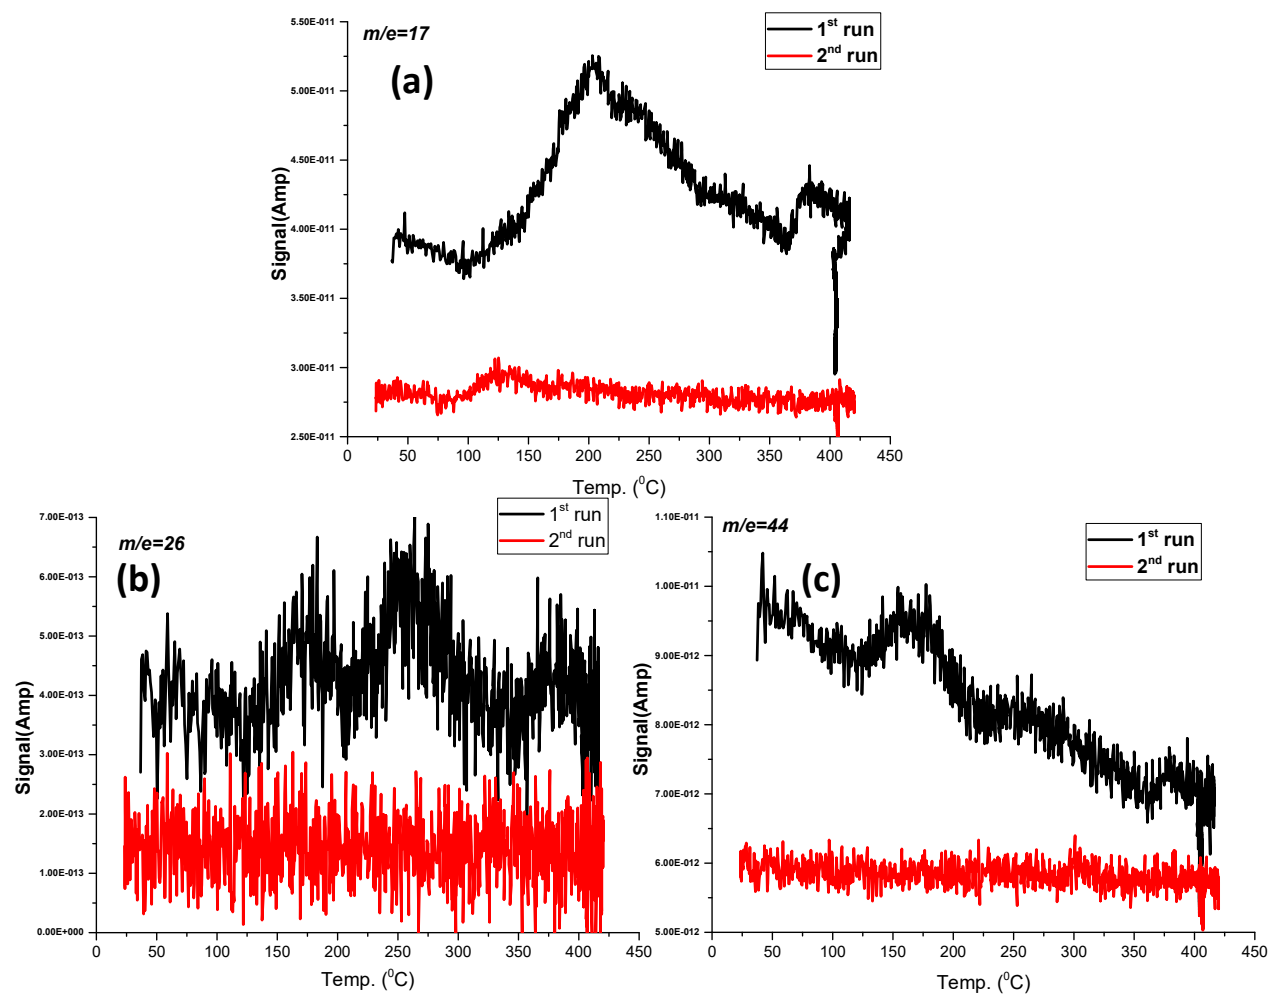 m/e=17
(a)
1st run
2nd run
5.50E-011
5.00E-011
4.50E-011
4.00E-011
3.50E-011
3.00E-011
2.50E-011
Signal(Amp)
0 50 100 150 200 250 300 350 400 450
Temp. (0C)
m/e=26
(b)
1st run
2nd run
7.00E-013
6.00E-013
5.00E-013
4.00E-013
3.00E-013
2.00E-013
1.00E-013
0.00E+000
Signal(Amp)
0 50 100 150 200 250 300 350 400 450
Temp. (0C)
m/e=44
(c)
1st run
2nd run
1.10E-011
1.00E-011
9.00E-012
8.00E-012
7.00E-012
6.00E-012
5.00E-012
Signal(Amp)
0 50 100 150 200 250 300 350 400 450
Temp. (0C)